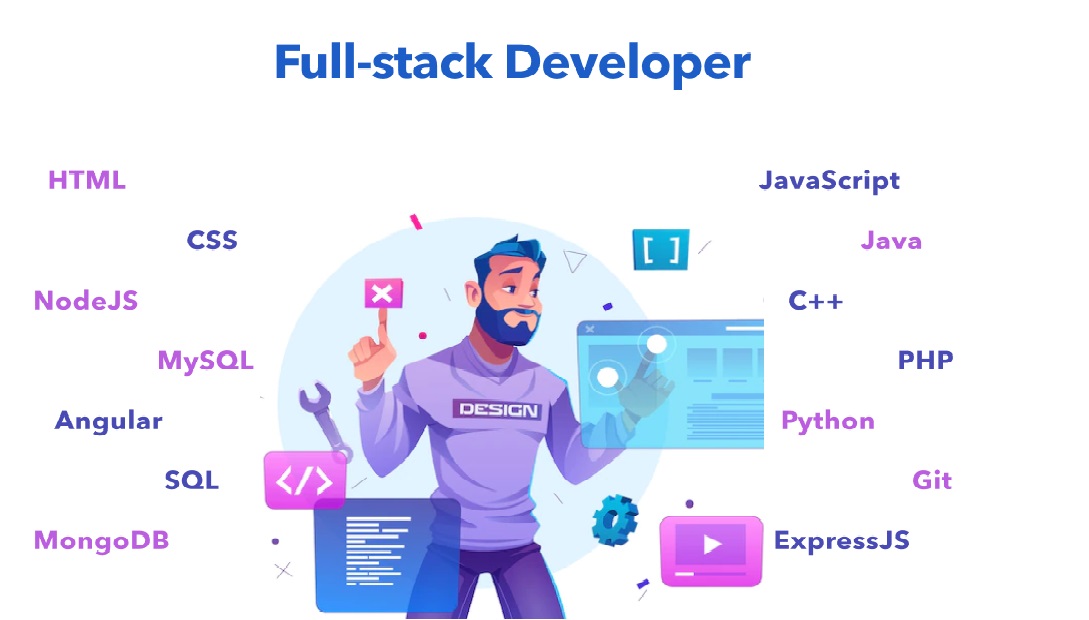 Full-stack Developer
HTML
JavaScript
CSS
Java
NodeJS
C++
MySQL
PHP
Angular
DESIGN
Python
SQL
</>
Git
MongoDB
ExpressJS
[ ]